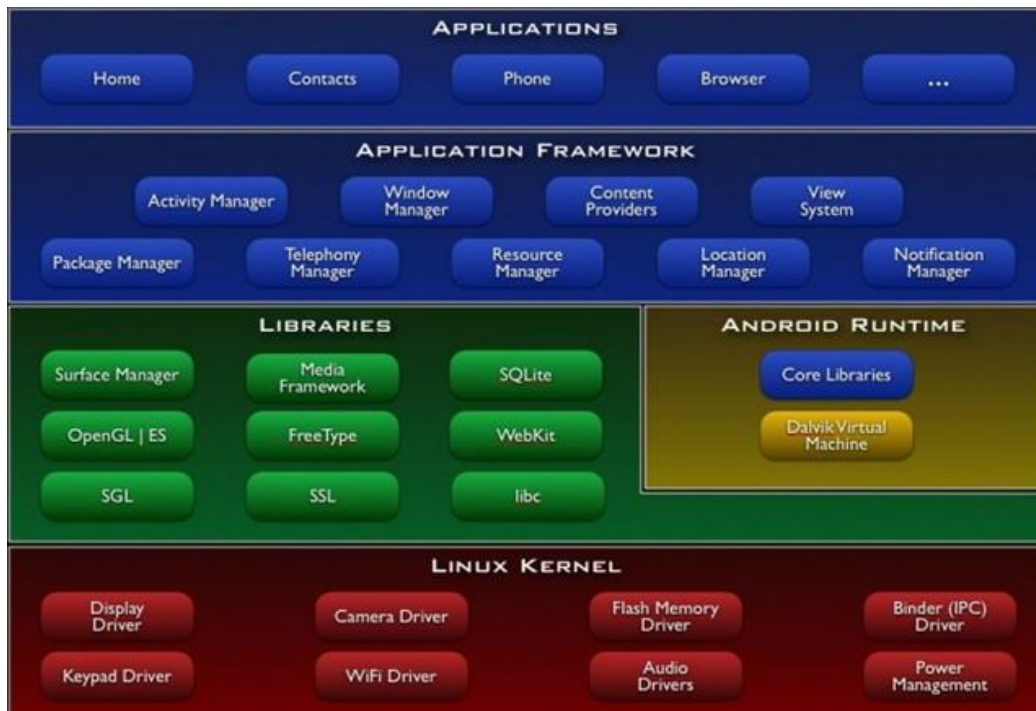 APPLICATIONS
Home
Contacts
Phone
Browser
...
APPLICATION FRAMEWORK
Activity Manager
Window
Manager
Content
Providers
View
System
Package Manager
Telephony
Manager
Resource
Manager
Location
Manager
Notification
Manager
LIBRARIES
Surface Manager
Media
Framework
SQLite
OpenGL | ES
FreeType
WebKit
SGL
SSL
libc
ANDROID RUNTIME
Core Libraries
Dalvik Virtual
Machine
LINUX KERNEL
Display
Driver
Camera Driver
Flash Memory
Driver
Binder (IPC)
Driver
Keypad Driver
WiFi Driver
Audio
Drivers
Power
Management